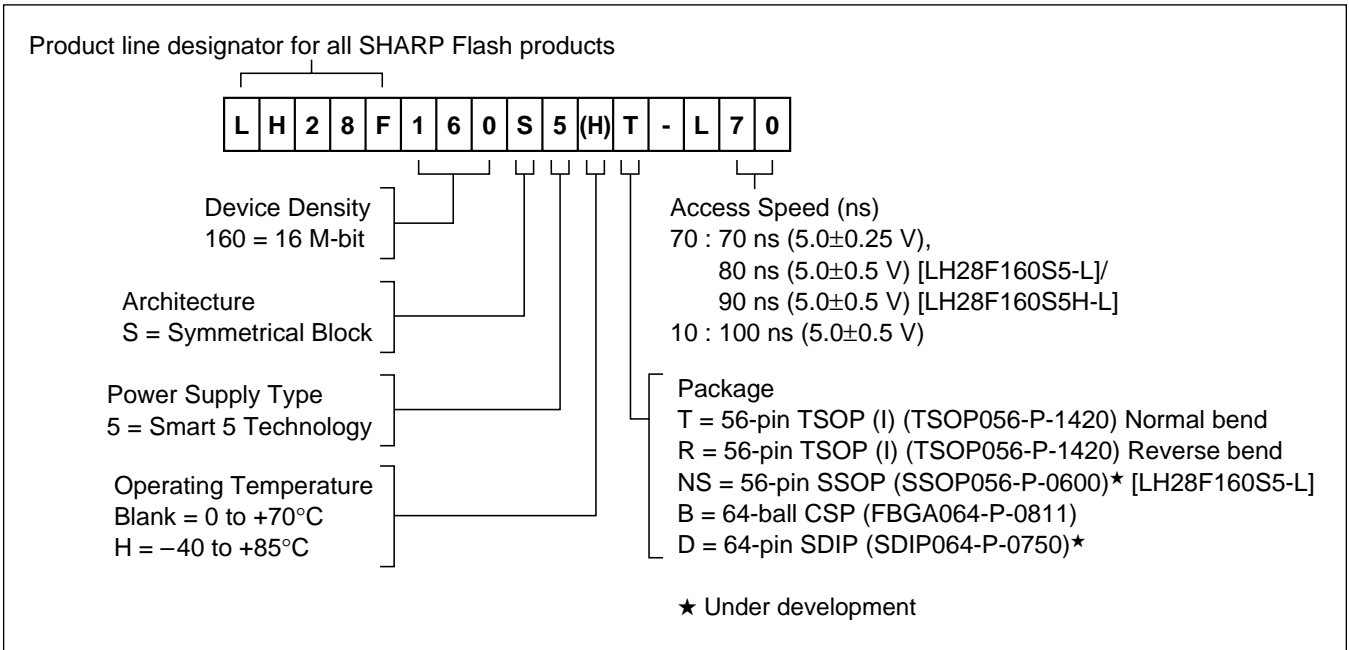 Product line designator for all SHARP Flash products
L H 2 8 F 1 6 0 S 5 (H) T - L 7 0
Device Density
160 = 16 M-bit
Architecture
S = Symmetrical Block
Power Supply Type
5 = Smart 5 Technology
Operating Temperature
Blank = 0 to +70°C
H = −40 to +85°C
Access Speed (ns)
70 : 70 ns (5.0±0.25 V),
80 ns (5.0±0.5 V) [LH28F160S5-L]/
90 ns (5.0±0.5 V) [LH28F160S5H-L]
10 : 100 ns (5.0±0.5 V)
Package
T = 56-pin TSOP (I) (TSOP056-P-1420) Normal bend
R = 56-pin TSOP (I) (TSOP056-P-1420) Reverse bend
NS = 56-pin SSOP (SSOP056-P-0600)★ [LH28F160S5-L]
B = 64-ball CSP (FBGA064-P-0811)
D = 64-pin SDIP (SDIP064-P-0750)★
★ Under development